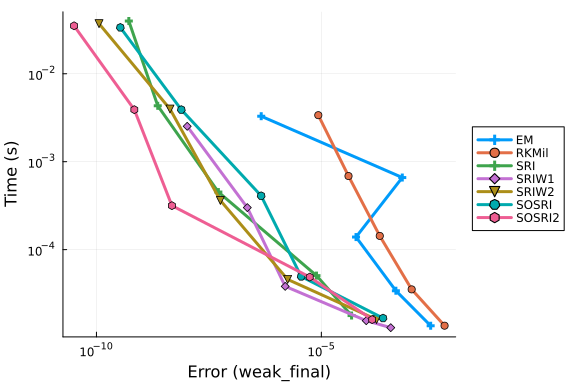 Time (s)
10⁻²
10⁻³
10⁻⁴
10⁻¹⁰
10⁻⁵
Error (weak_final)
EM
RKMil
SRI
SRIW1
SRIW2
SOSRI
SOSRI2